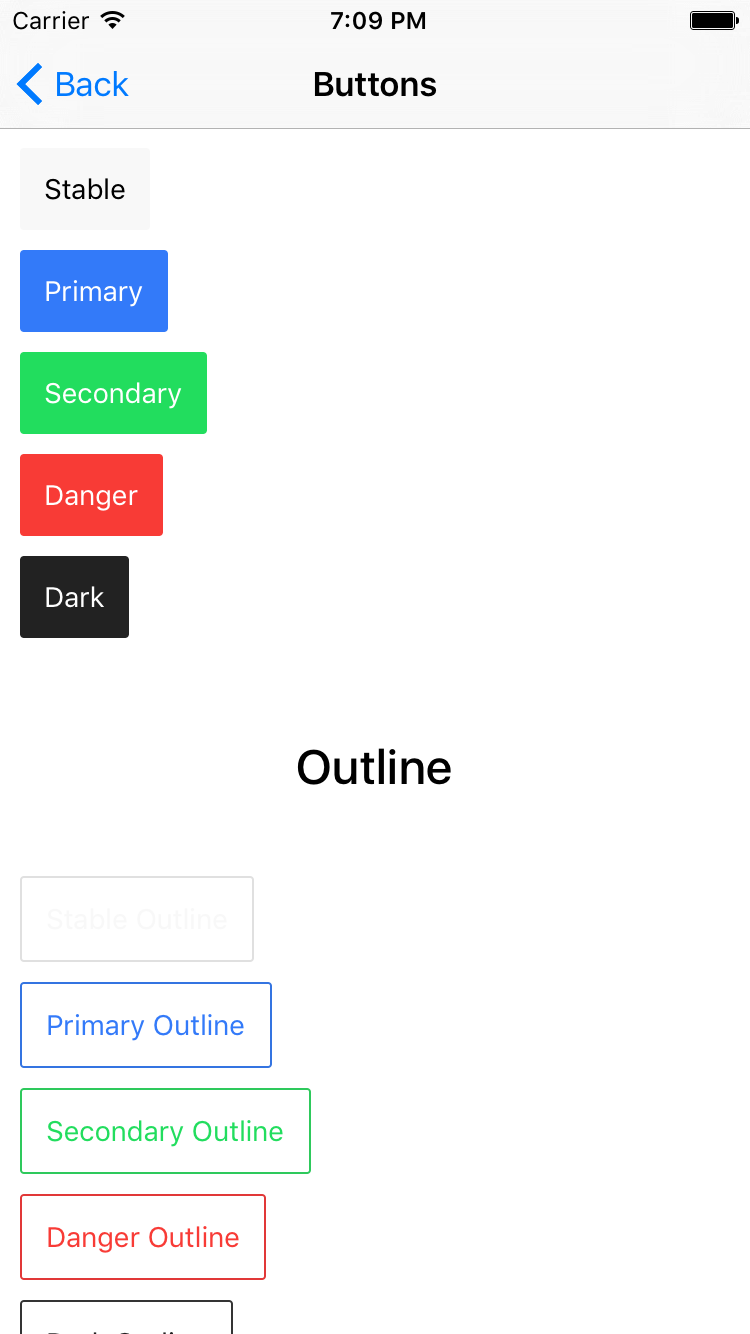 Carrier 7:09 PM
Back Buttons
Stable
Primary
Secondary
Danger
Dark
Outline
Stable Outline
Primary Outline
Secondary Outline
Danger Outline